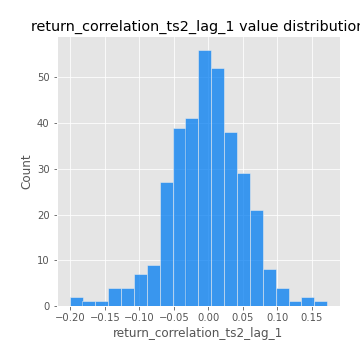 return_correlation_ts2_lag_1 value distribution
50
40
30
20
10
0
Count
−0.20 −0.15 −0.10 −0.05 0.00 0.05 0.10 0.15
return_correlation_ts2_lag_1